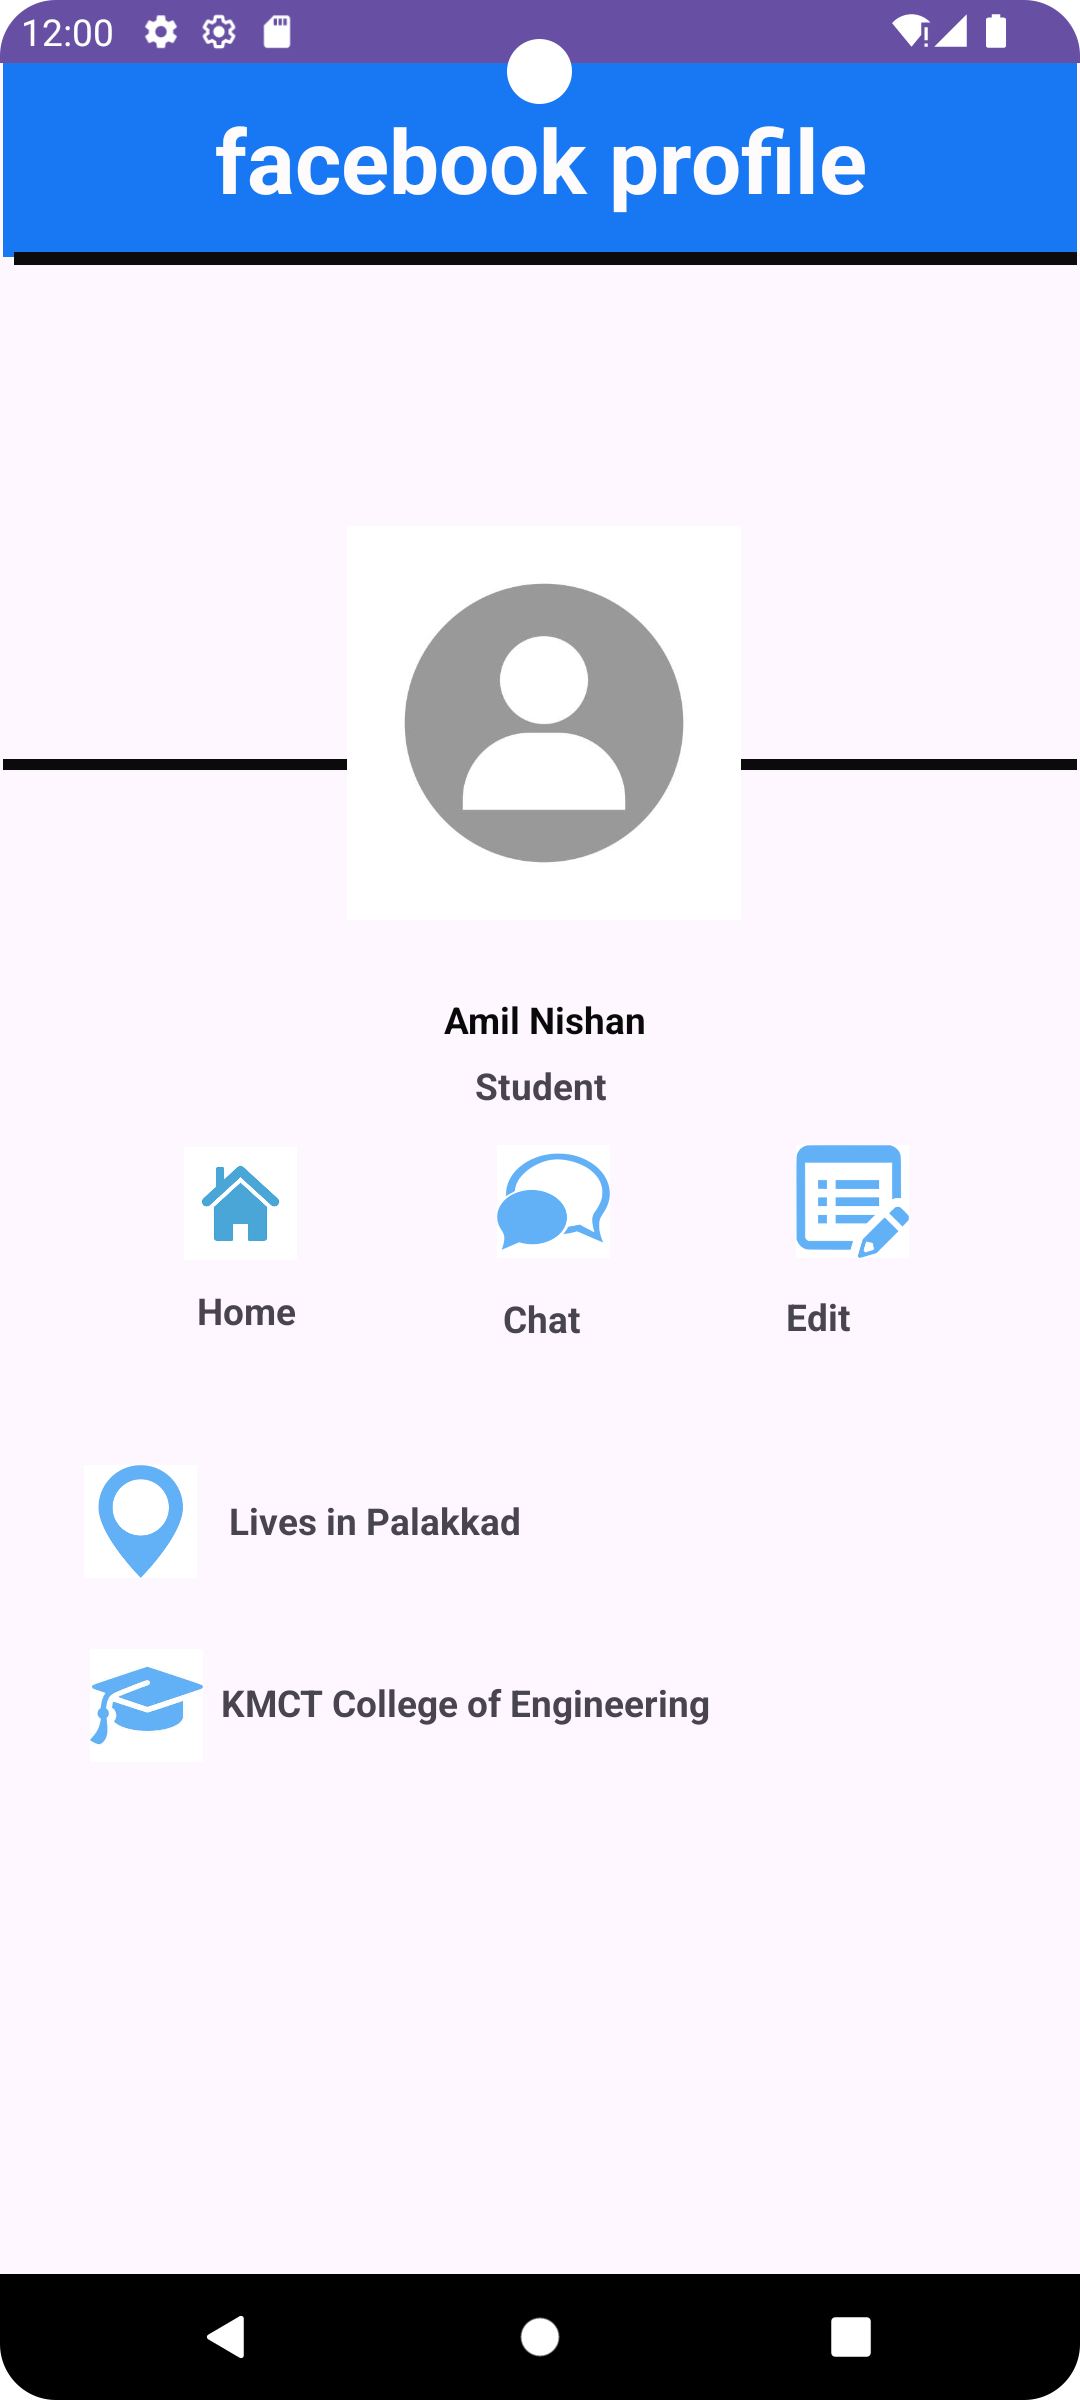 12:00
facebook profile
Amil Nishan
Student
Home
Chat
Edit
Lives in Palakkad
KMCT College of Engineering